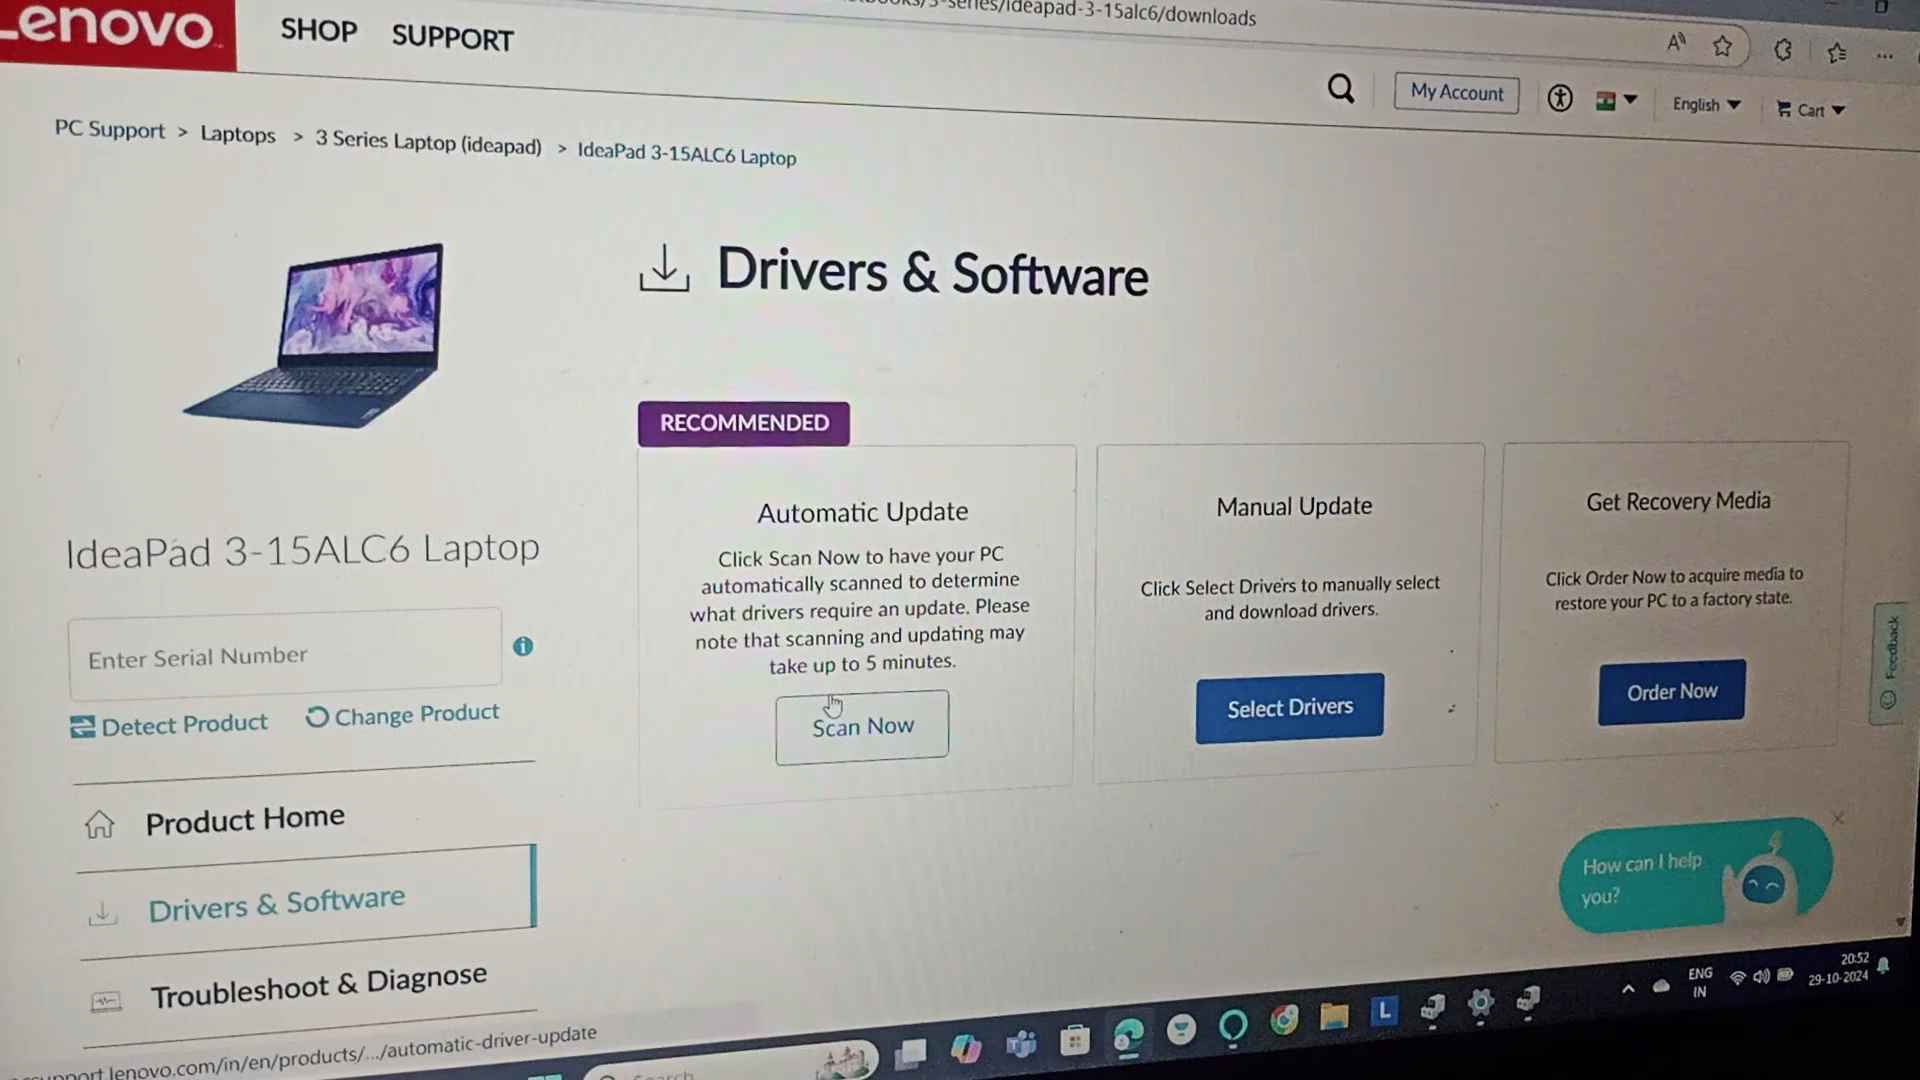 Lenovo
SHOP SUPPORT
-series/ideapad-3-15alc6/downloads
My Account
English
Cart
PC Support > Laptops > 3 Series Laptop (ideapad) > IdeaPad 3-15ALC6 Laptop
Drivers & Software
RECOMMENDED
Automatic Update
Click Scan Now to have your PC
automatically scanned to determine
what drivers require an update. Please
note that scanning and updating may
take up to 5 minutes.
Scan Now
Manual Update
Click Select Drivers to manually select
and download drivers.
Select Drivers
Get Recovery Media
Click Order Now to acquire media to
restore your PC to a factory state.
Order Now
Feedback
IdeaPad 3-15ALC6 Laptop
Enter Serial Number
Detect Product Change Product
Product Home
Drivers & Software
Troubleshoot & Diagnose
How can I help
you?
support.lenovo.com/in/en/products/.../automatic-driver-update
Search
L
ENG
IN
20:52
29-10-2024